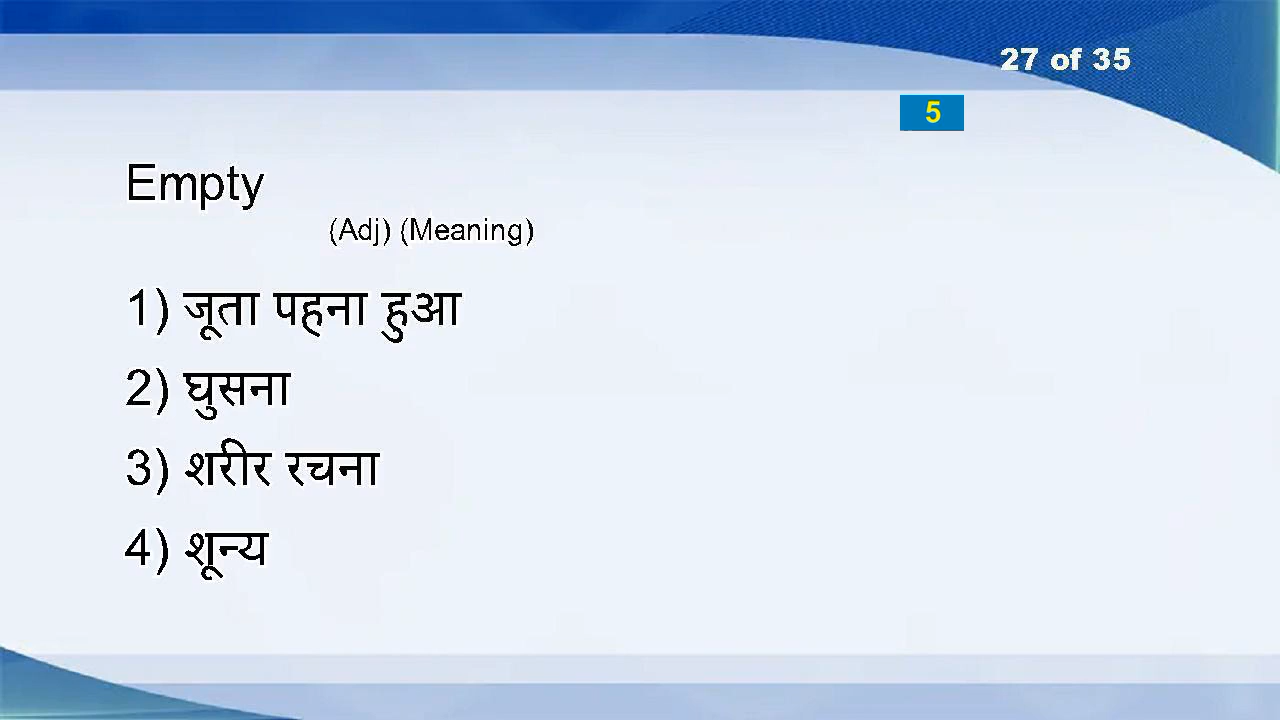 27 of 35
5
Empty
(Adj) (Meaning)
1) जूता पहना हुआ
2) घुसना
3) शरीर रचना
4) शून्य